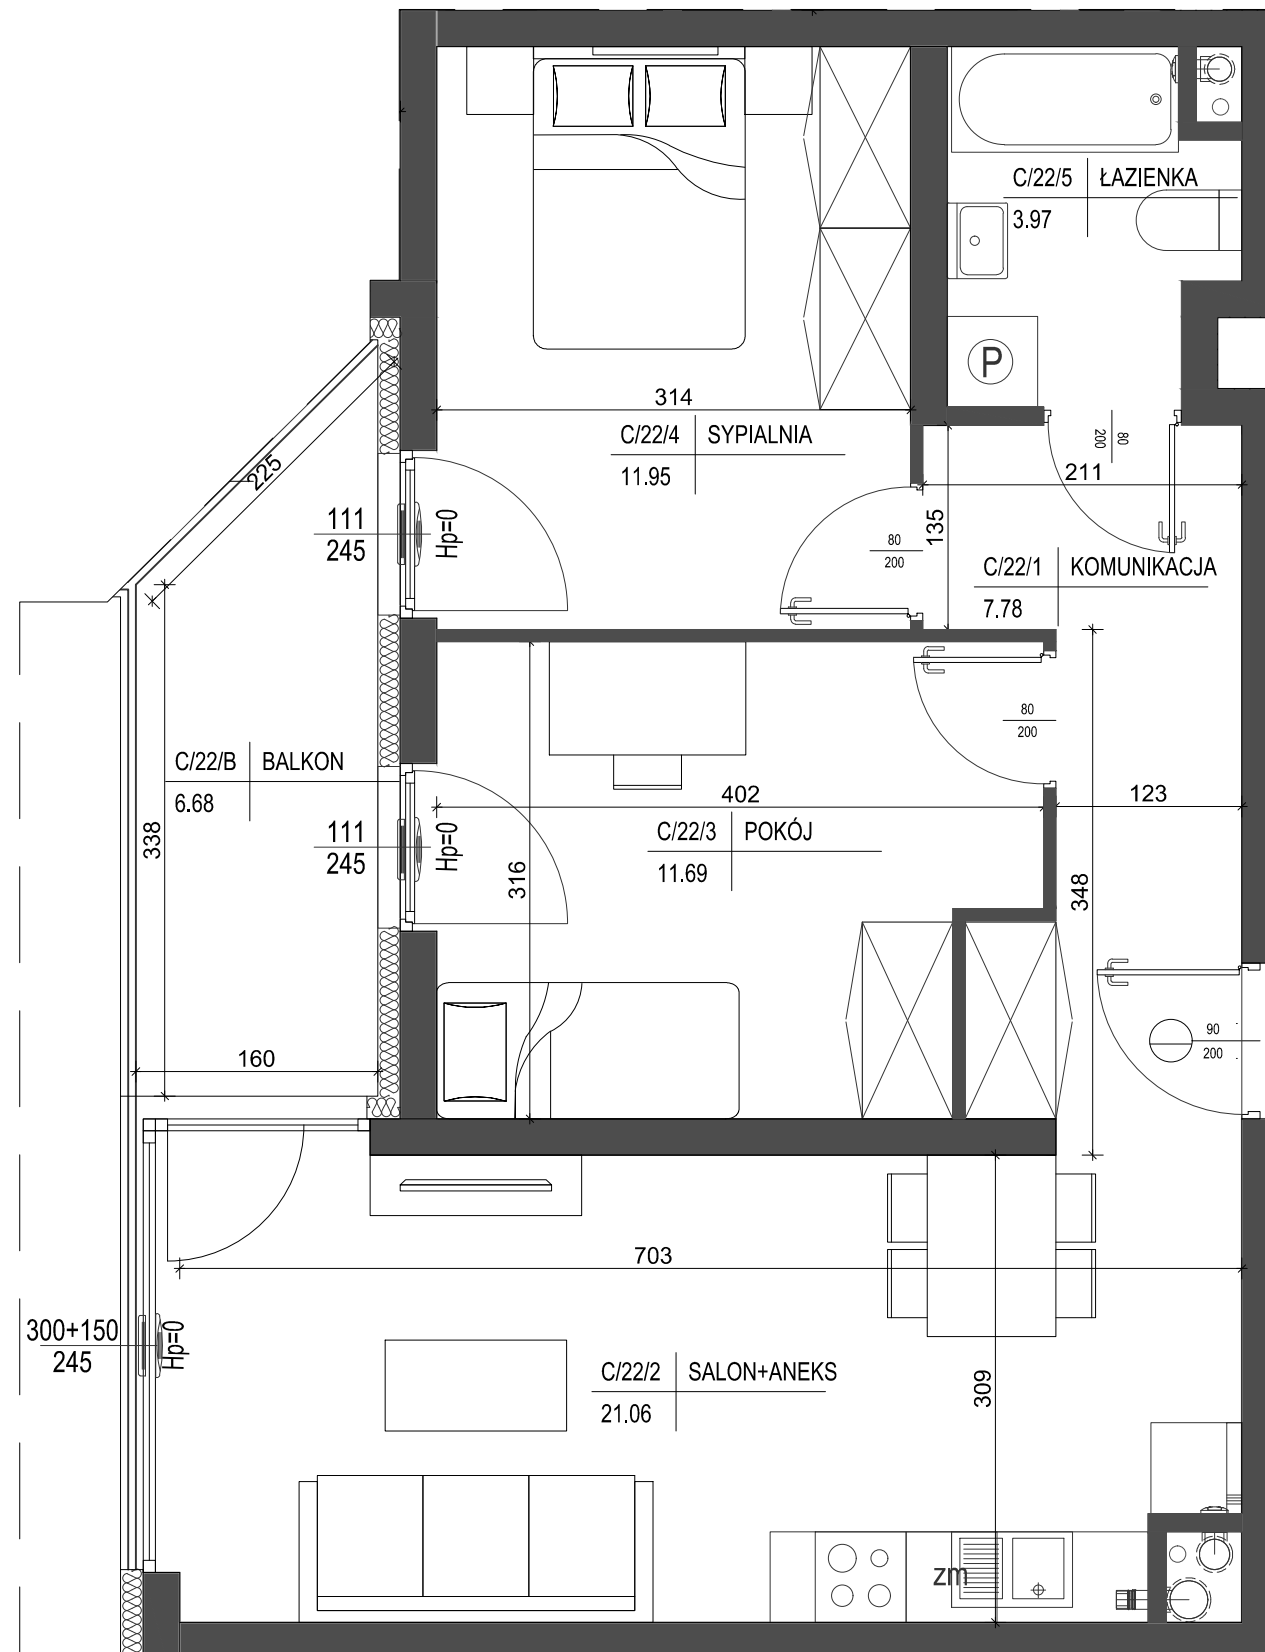 C/22/5 ŁAZIENKA
3.97
P
314
C/22/4 SYPIALNIA
11.95
80
200
211
225
111
245
Hp=0
135
80
200
C/22/1 KOMUNIKACJA
7.78
80
200
C/22/B BALKON
6.68
402
123
338
111
245
Hp=0
C/22/3 POKÓJ
11.69
316
348
160
90
200
703
300+150
245
Hp=0
C/22/2 SALON+ANEKS
21.06
309
zm